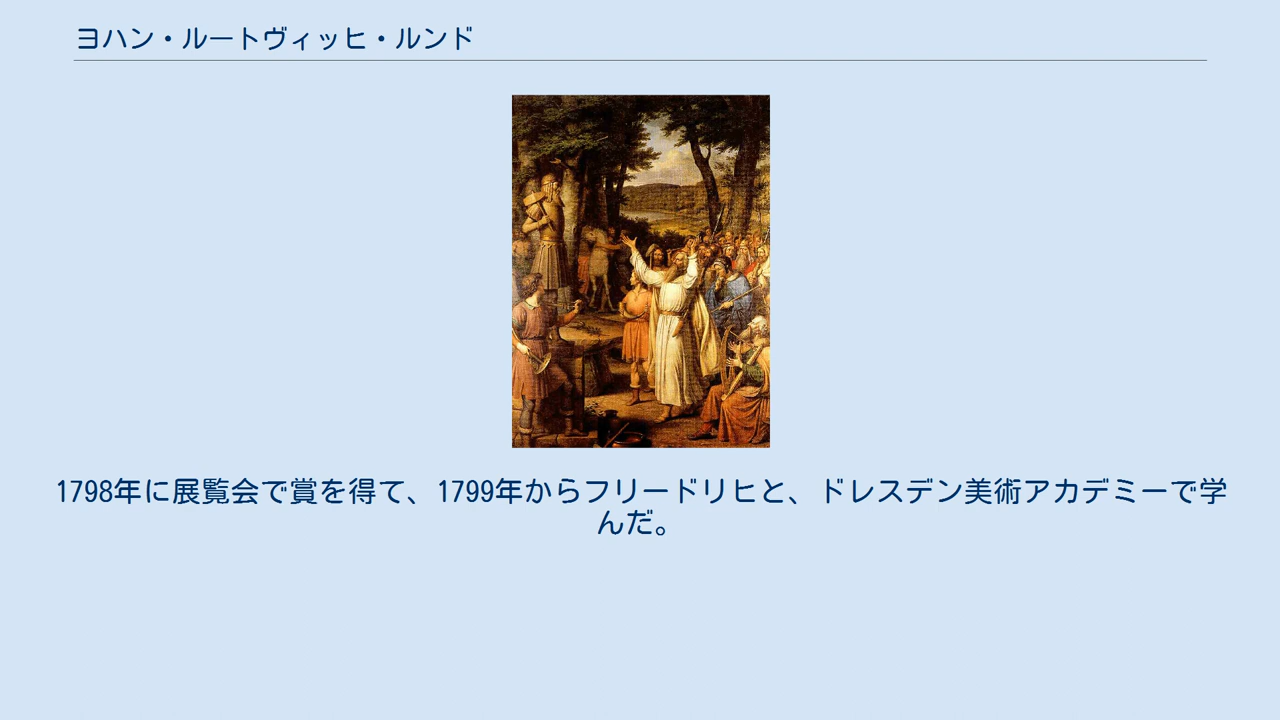 ヨハン・ルートヴィッヒ・ルンド
1798年に展覧会で賞を得て、1799年からフリードリヒと、ドレスデン美術アカデミーで学
んだ。